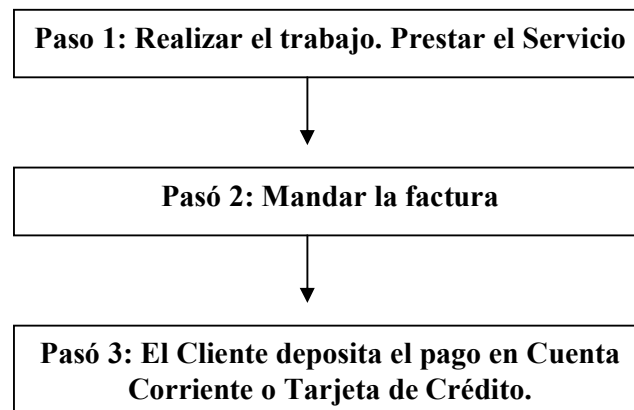 Paso 1: Realizar el trabajo. Prestar el Servicio
Pasó 2: Mandar la factura
Pasó 3: El Cliente deposita el pago en Cuenta
Corriente o Tarjeta de Crédito.